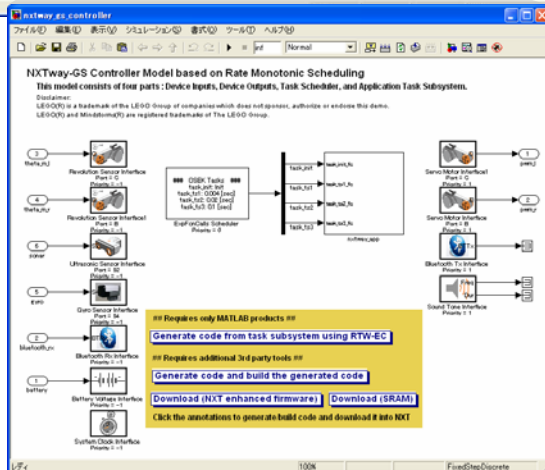 nxtway_gs_controller
ファイル(F) 編集(E) 表示(V) シミュレーション(S) 書式(O) ツール(T) ヘルプ(H)
inf
Normal
NXTway-GS Controller Model based on Rate Monotonic Scheduling
This model consists of four parts : Device Inputs, Device Outputs, Task Scheduler, and Application Task Subsystem.
Disclaimer:
LEGO(R) is a trademark of the LEGO Group of companies which does not sponsor, authorize or endorse this demo.
LEGO(R) and Mindstorms(R) are registered trademarks of The LEGO Group.
3
theta_m_l
Revolution Sensor Interface
Port = C
Priority = -1
4
theta_m_r
Revolution Sensor Interface1
Port = B
Priority = -1
6
sonar
Ultrasonic Sensor Interface
Port = S2
Priority = -1
5
gyro
Gyro Sensor Interface
Port = S4
Priority = -1
2
bluetooth_rx
Rx
Bluetooth Rx Interface
Priority = -1
1
battery
Battery Voltage Interface
Priority = -1
System Clock Interface
Priority = -1
### OSEK Tasks ###
task_init: Init
task_ts1: 0.004 [sec]
task_ts2: 0.02 [sec]
task_ts3: 0.1 [sec]
ExpFcnCalls Scheduler
Priority = 0
task_init
task_ts1
task_ts2
task_ts3
task_init_fc
task_ts1_fc
task_ts2_fc
task_ts3_fc
nxtway_app
Servo Motor Interface
Port = C
Priority = 1
1
pwm_l
Servo Motor Interface1
Port = B
Priority = 1
2
pwm_r
Tx
Bluetooth Tx Interface
Priority = 1
Freq
Dur
Sound Tone Interface
Priority = 1
## Requires only MATLAB products ##
Generate code from task subsystem using RTW-EC
## Requires additional 3rd party tools ##
Generate code and build the generated code
Download (NXT enhanced firmware) Download (SRAM)
Click the annotations to generate/build code and download it into NXT
レディ
100%
FixedStepDiscrete